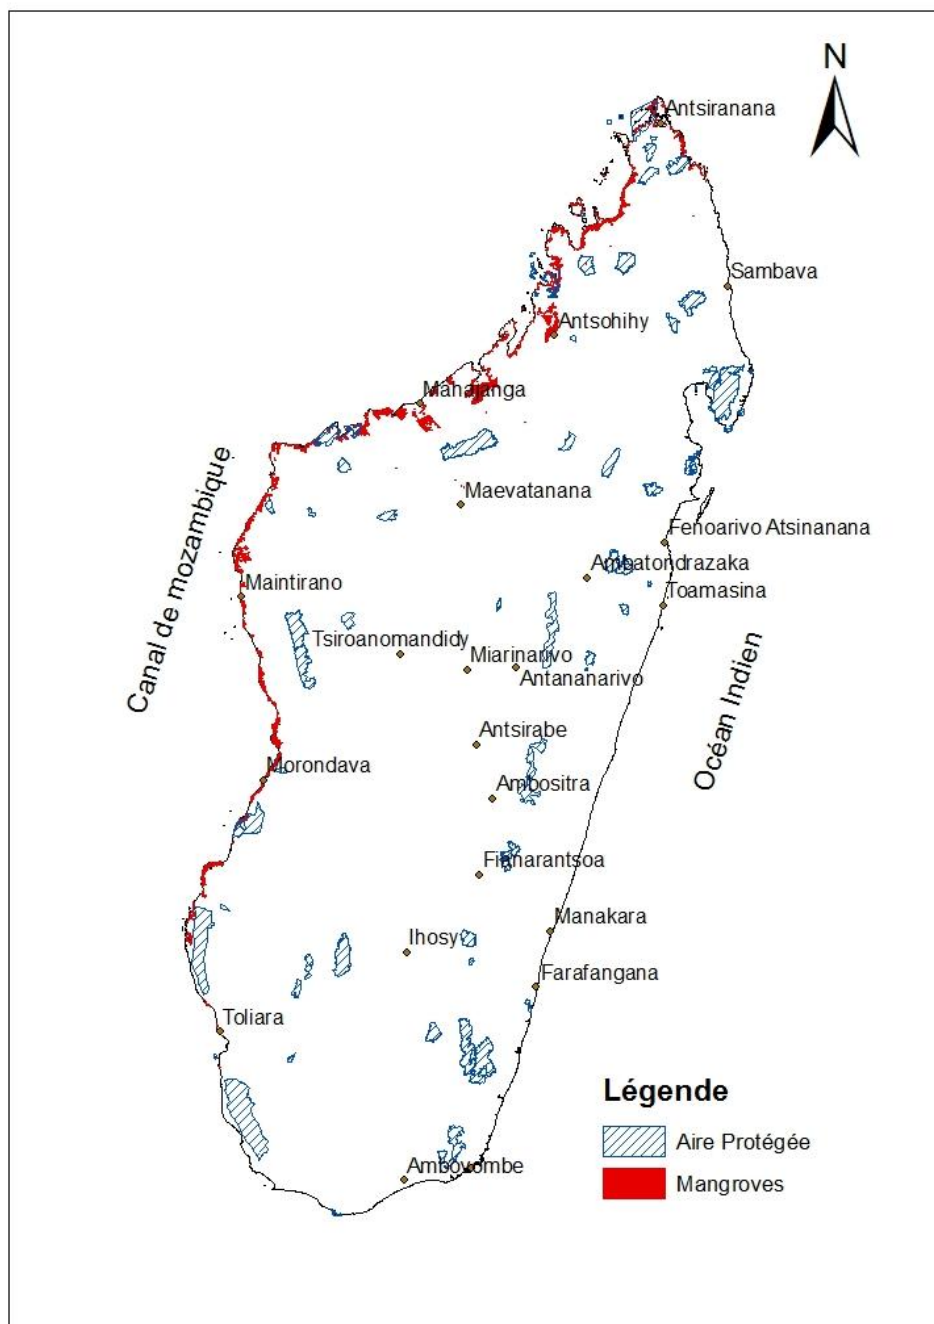 N
Antsiranana
Sambava
Antsohihy
Mahajanga
Canal de mozambique
Maevatanana
Fenoarivo Atsinanana
Ambatondrazaka
Maintirano
Toamasina
Tsiroanomandidy
Miarinarivo
Antananarivo
Océan Indien
Antsirabe
Morondava
Ambositra
Fianarantsoa
Manakara
Ihosy
Farafangana
Toliara
Légende
Aire Protégée
Ambovombe
Mangroves